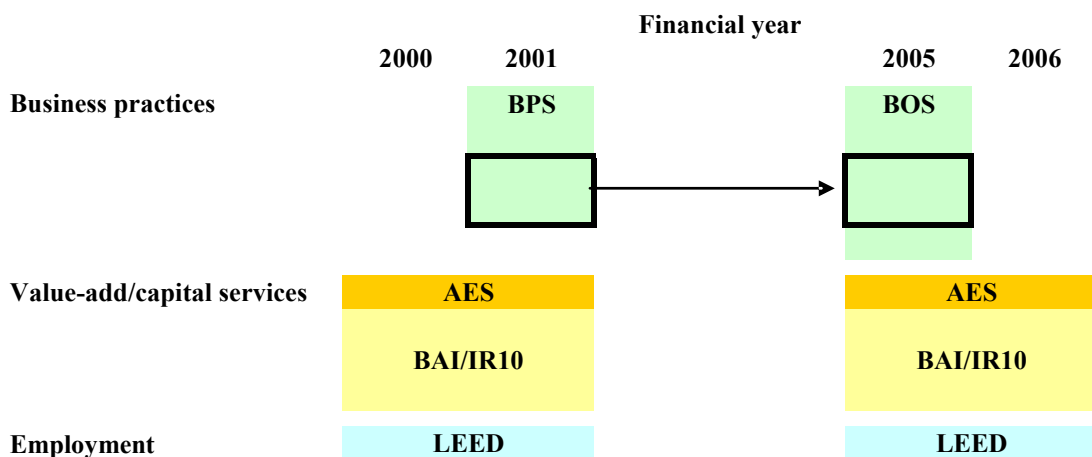 Financial year
2000 2001 2005 2006
Business practices BPS BOS
Value-add/capital services AES AES
BAI/IR10 BAI/IR10
Employment LEED LEED